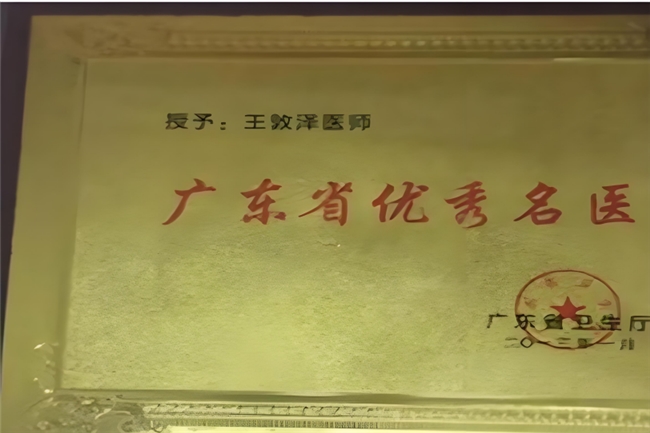 授予：王敦泽医师
广东省优秀名医
广东省卫生厅
二〇一三年一月